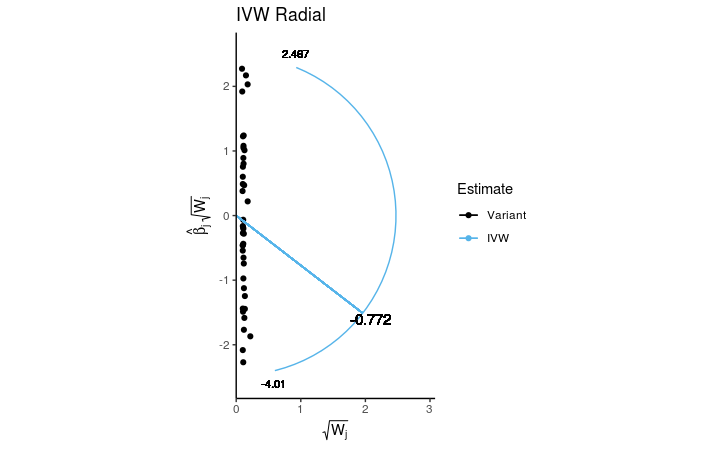 IVW Radial
2.467
2
1
0
-1
-2
β̂j√Wj
-0.772
-4.01
0 1 2 3
√Wj
Estimate
Variant
IVW